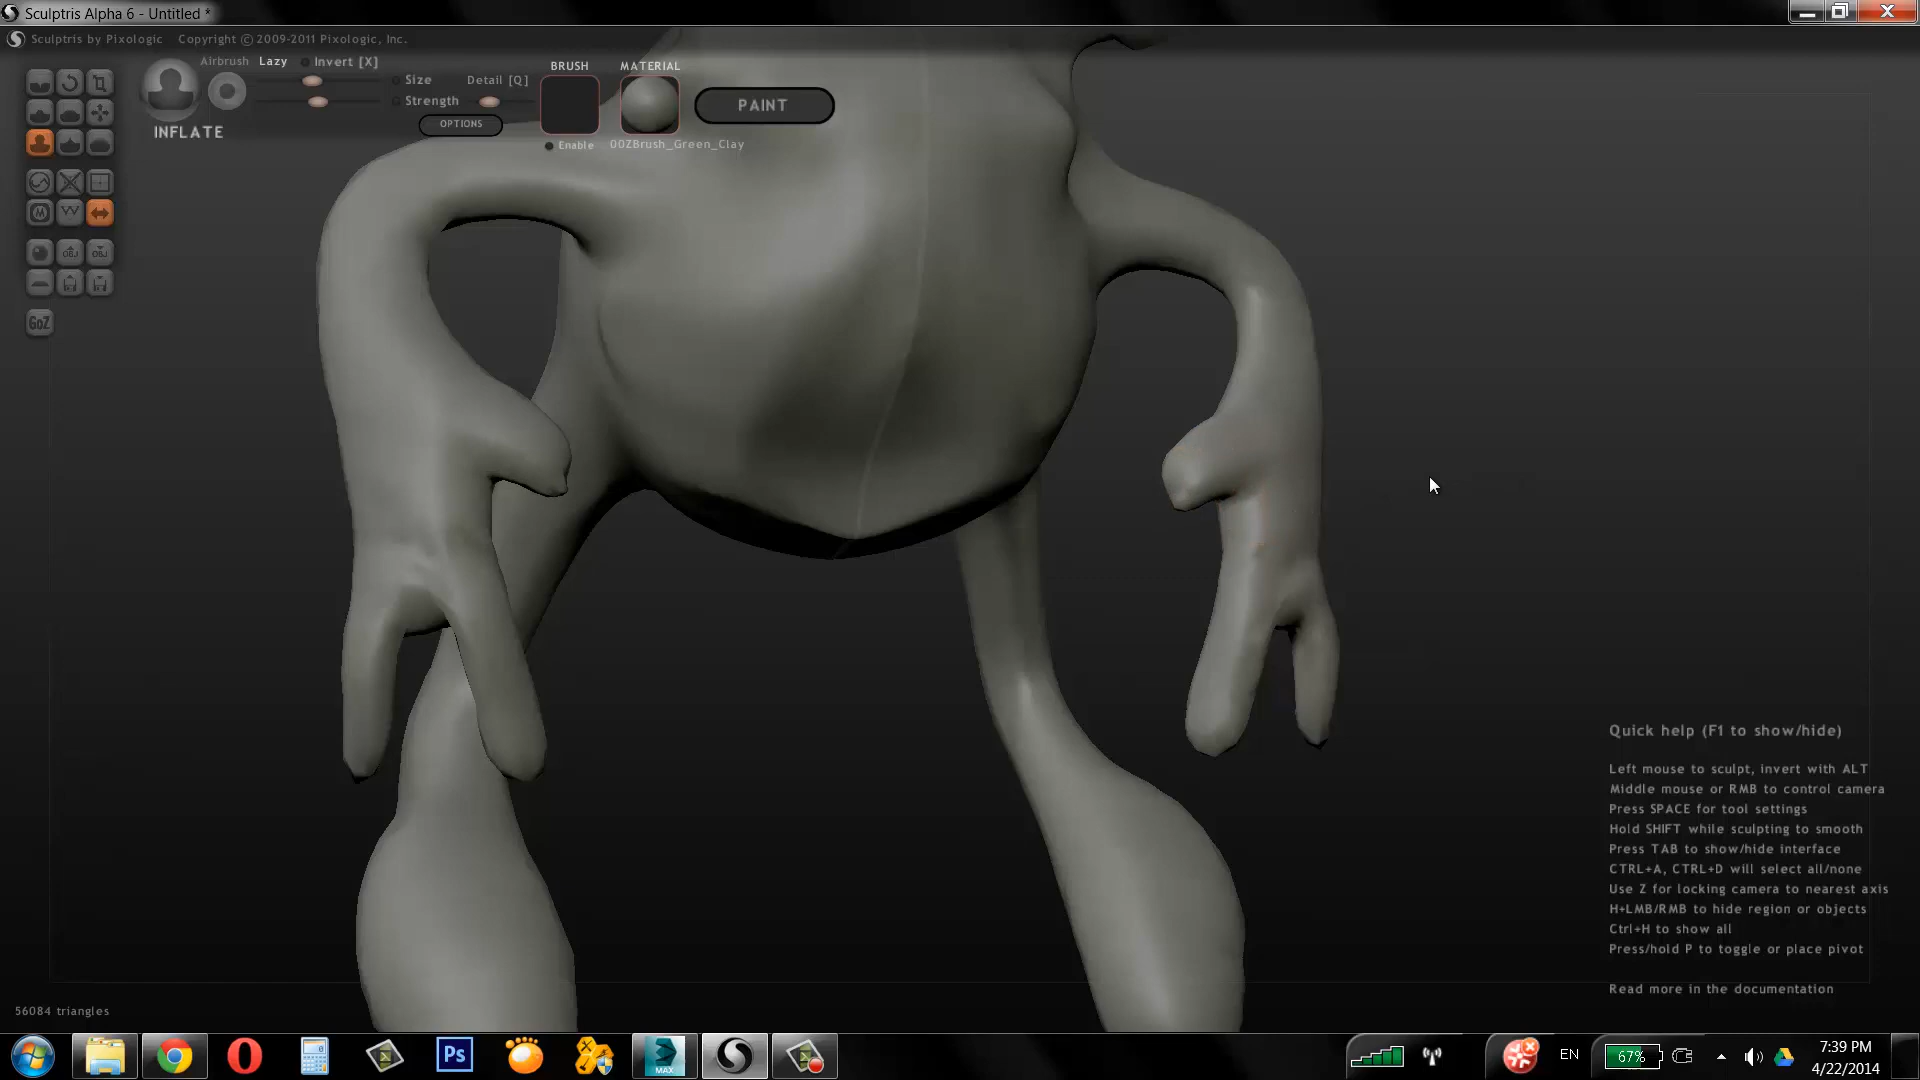 Sculptris Alpha 6 - Untitled *
Sculptris by Pixologic Copyright © 2009-2011 Pixologic, Inc.
Airbrush Lazy Invert [X]
Size Detail [Q]
Strength
OPTIONS
INFLATE
BRUSH
MATERIAL
PAINT
Enable
00ZBrush_Green_Clay
OBJ OBJ
GoZ
Quick help (F1 to show/hide)
Left mouse to sculpt, invert with ALT
Middle mouse or RMB to control camera
Press SPACE for tool settings
Hold SHIFT while sculpting to smooth
Press TAB to show/hide interface
CTRL+A, CTRL+D will select all/none
Use Z for locking camera to nearest axis
H+LMB/RMB to hide region or objects
Ctrl+H to show all
Press/hold P to toggle or place pivot
Read more in the documentation
56084 triangles
Ps
MAX
EN
67%
7:39 PM
4/22/2014